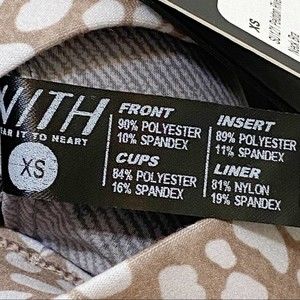 NITH
EAR IT TO HEART
XS
FRONT
90% POLYESTER
10% SPANDEX
CUPS
84% POLYESTER
16% SPANDEX
INSERT
89% POLYESTER
11% SPANDEX
LINER
81% NYLON
19% SPANDEX
XS